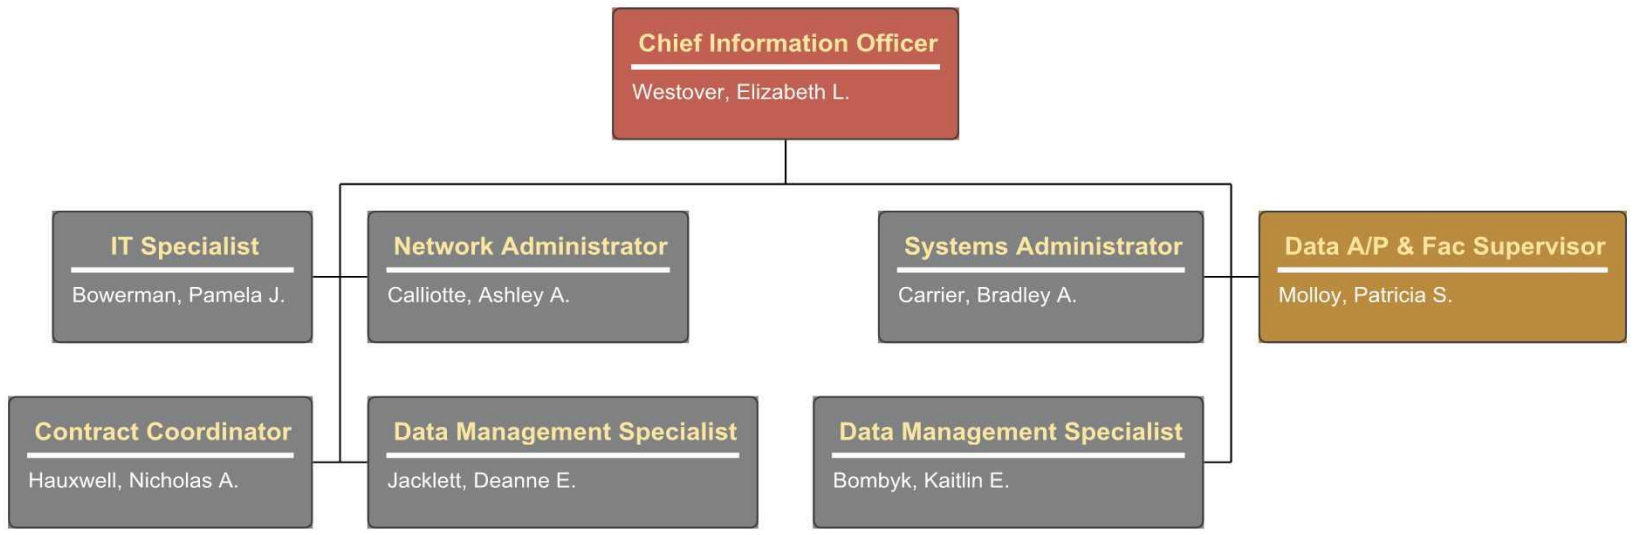 Chief Information Officer
Westover, Elizabeth L.
IT Specialist
Bowerman, Pamela J.
Network Administrator
Calliotte, Ashley A.
Systems Administrator
Carrier, Bradley A.
Data A/P & Fac Supervisor
Molloy, Patricia S.
Contract Coordinator
Hauxwell, Nicholas A.
Data Management Specialist
Jacklett, Deanne E.
Data Management Specialist
Bombyk, Kaitlin E.